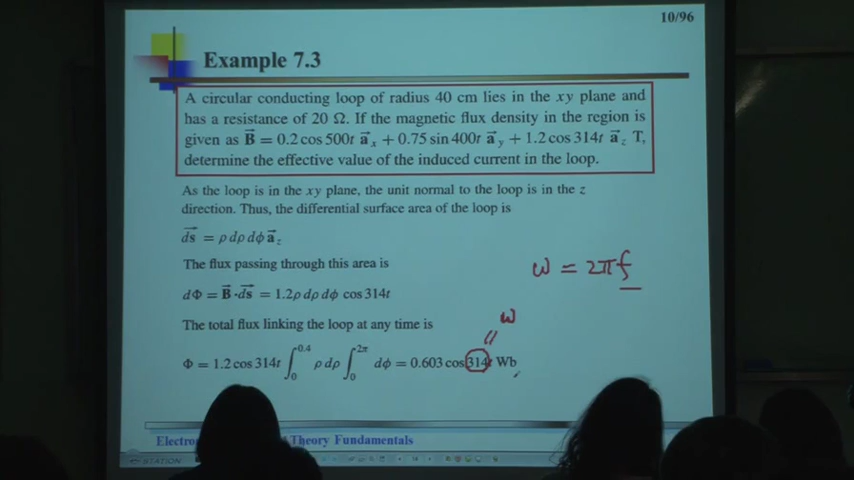 10/96
Example 7.3
A circular conducting loop of radius 40 cm lies in the xy plane and
has a resistance of 20 Ω. If the magnetic flux density in the region is
given as B⃗ = 0.2 cos 500t a⃗ₓ + 0.75 sin 400t a⃗ᵧ + 1.2 cos 314t a⃗_z T,
determine the effective value of the induced current in the loop.
As the loop is in the xy plane, the unit normal to the loop is in the z
direction. Thus, the differential surface area of the loop is
d⃗s = ρ dρ dϕ a⃗_z
The flux passing through this area is
ω = 2πf
dΦ = B⃗·d⃗s = 1.2ρ dρ dϕ cos 314t
ω
The total flux linking the loop at any time is
Φ = 1.2 cos 314t ∫₀^0.4 ρ dρ ∫₀^2π dϕ = 0.603 cos 314t Wb
Theory Fundamentals